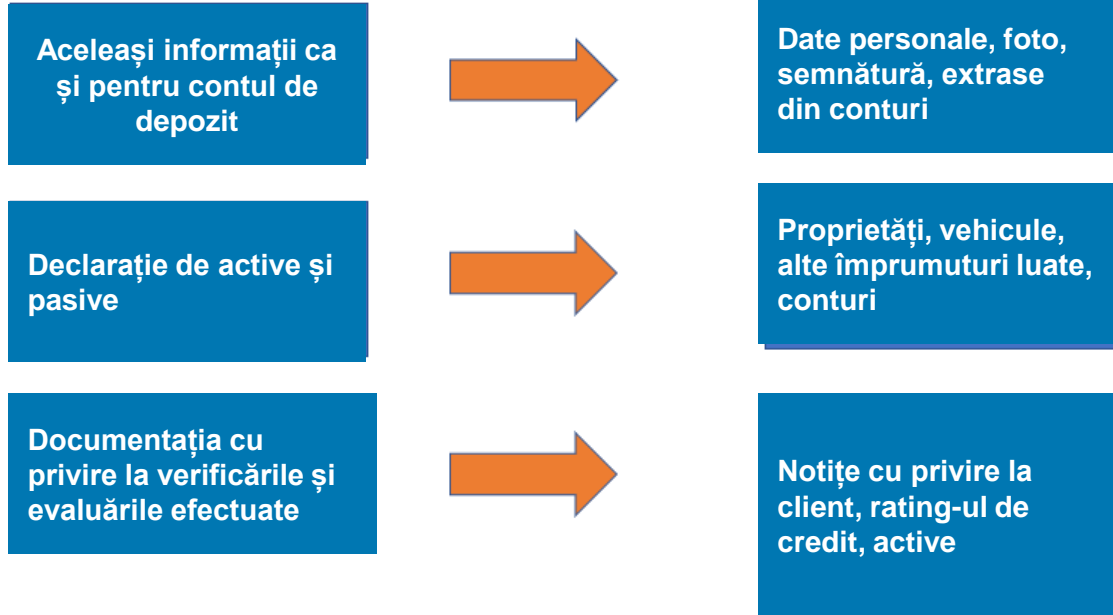 Aceleași informații ca
și pentru contul de
depozit
Date personale, foto,
semnătură, extrase
din conturi
Declarație de active și
pasive
Proprietăți, vehicule,
alte împrumuturi luate,
conturi
Documentația cu
privire la verificările și
evaluările efectuate
Notițe cu privire la
client, rating-ul de
credit, active